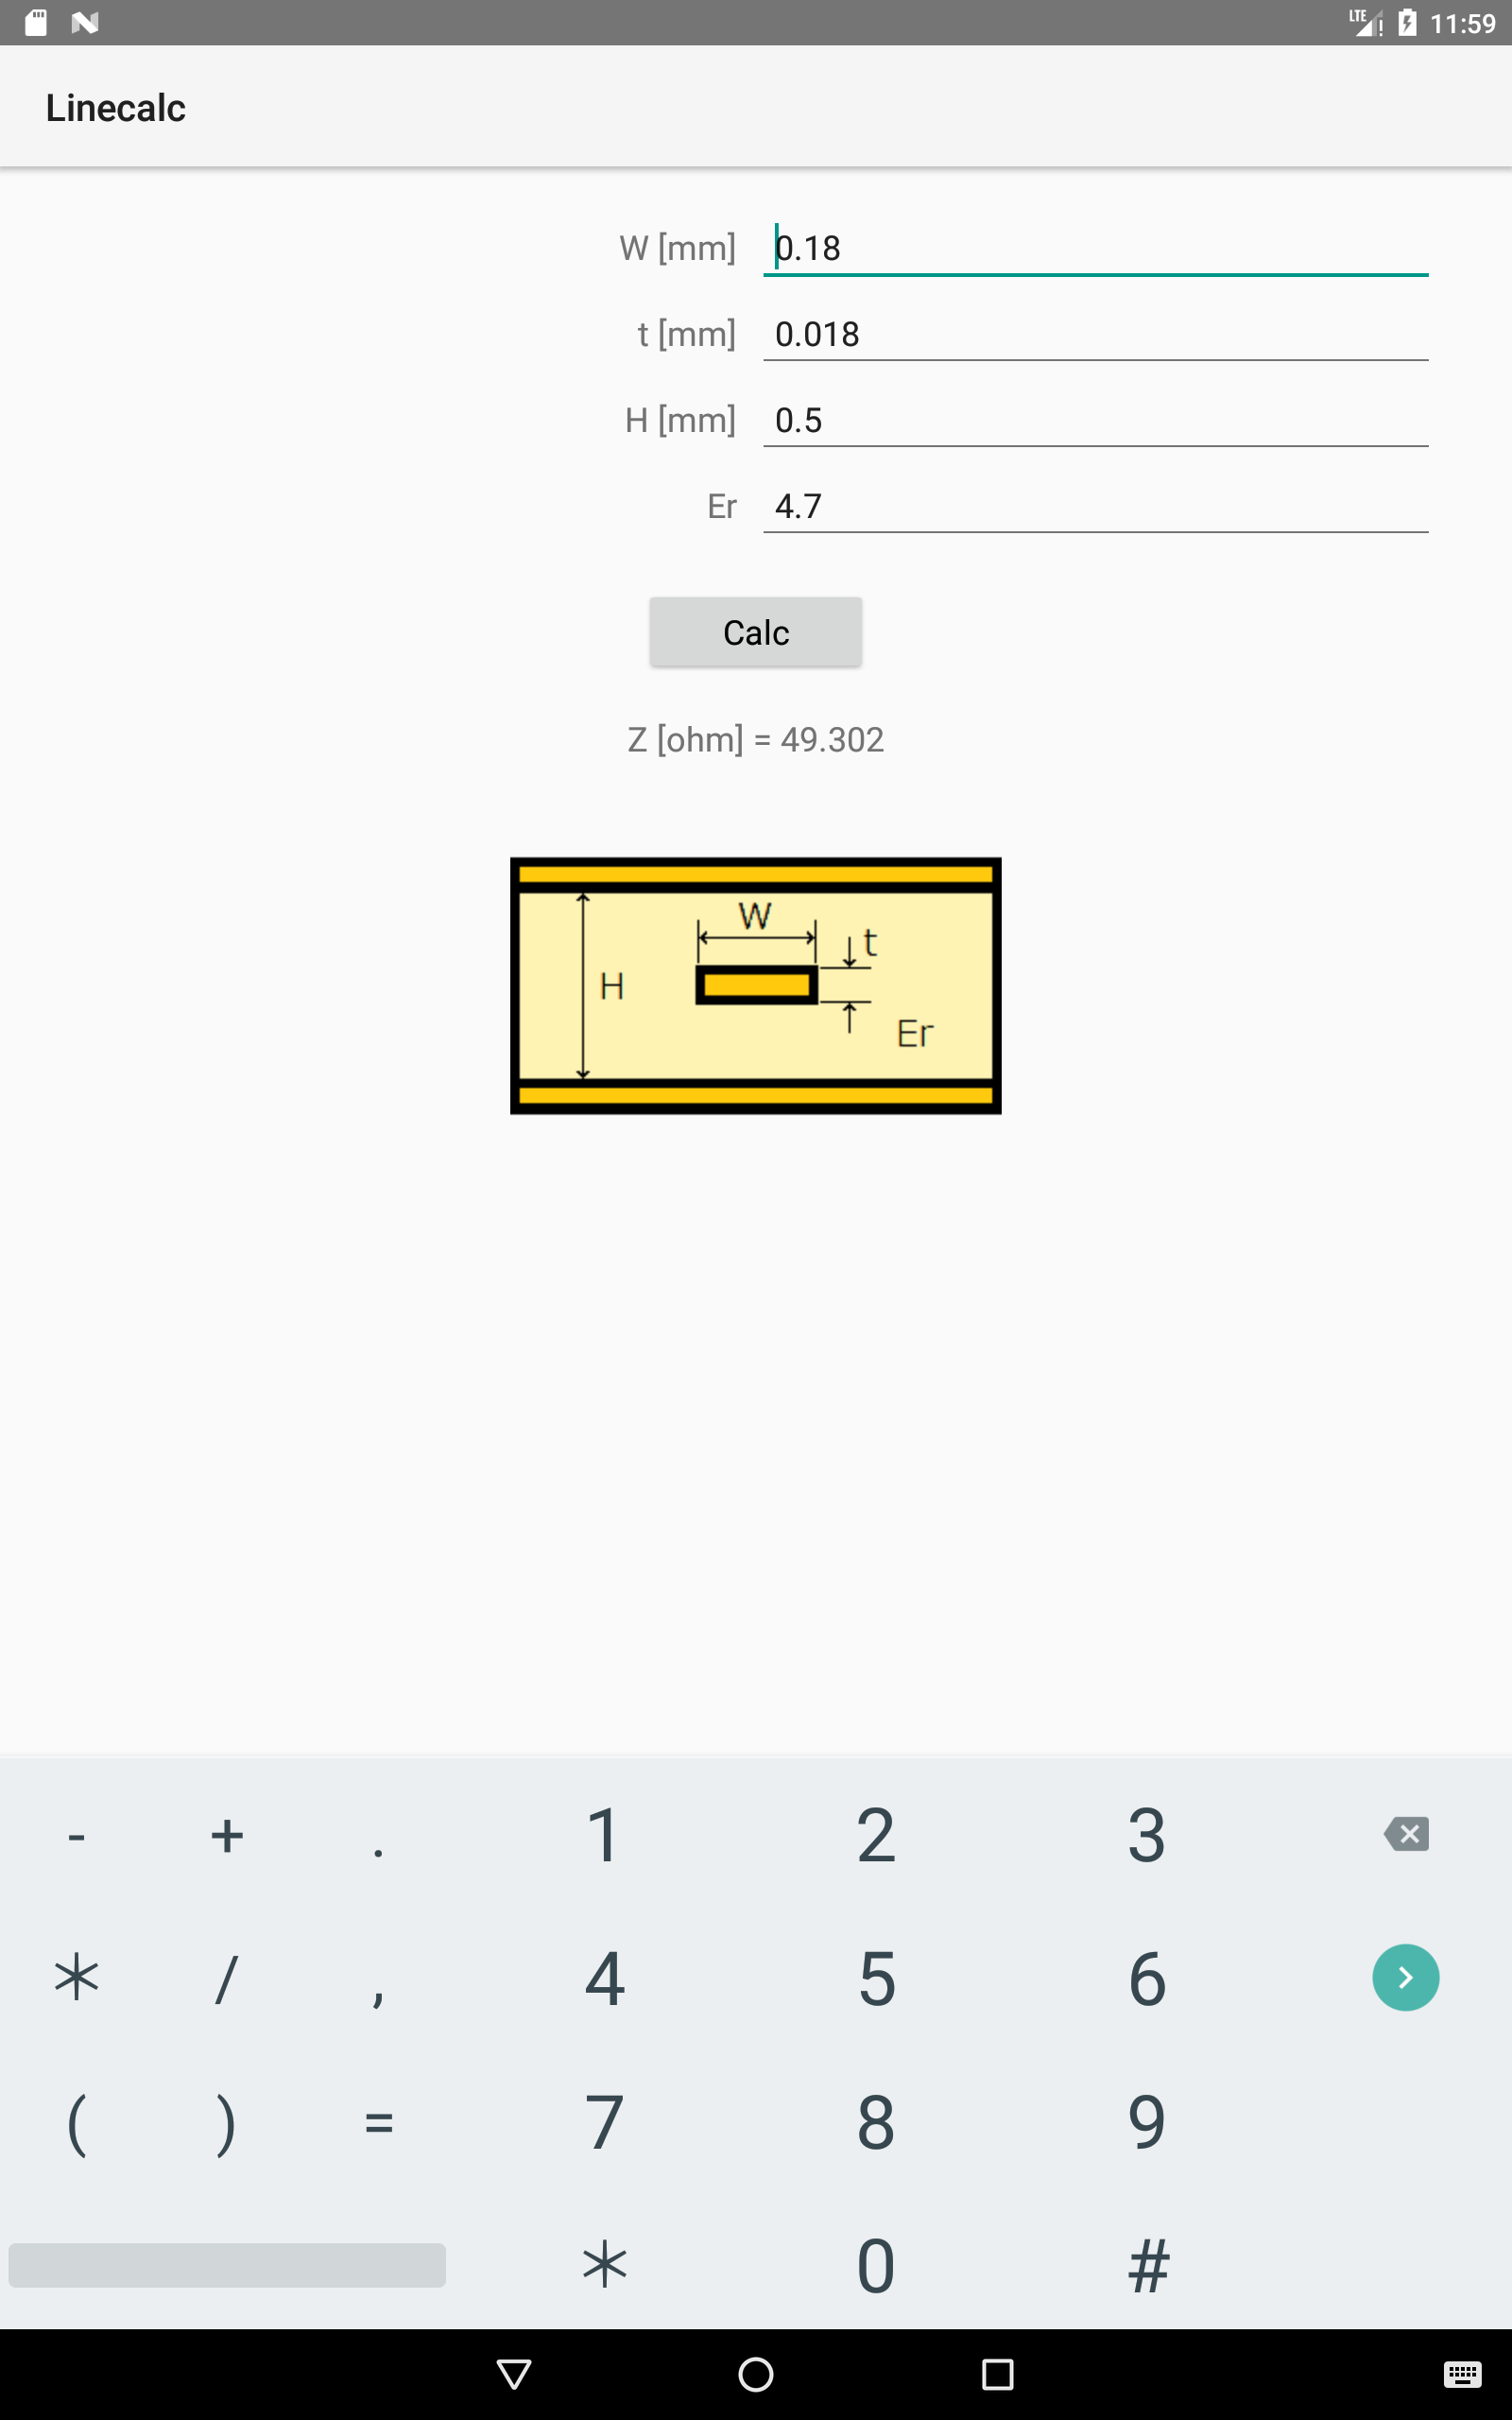 LTE 11:59
Linecalc
W [mm] 0.18
t [mm] 0.018
H [mm] 0.5
Er 4.7
Calc
Z [ohm] = 49.302
W
t
H
Er
- + . 1 2 3
* / , 4 5 6
( ) = 7 8 9
* 0 #